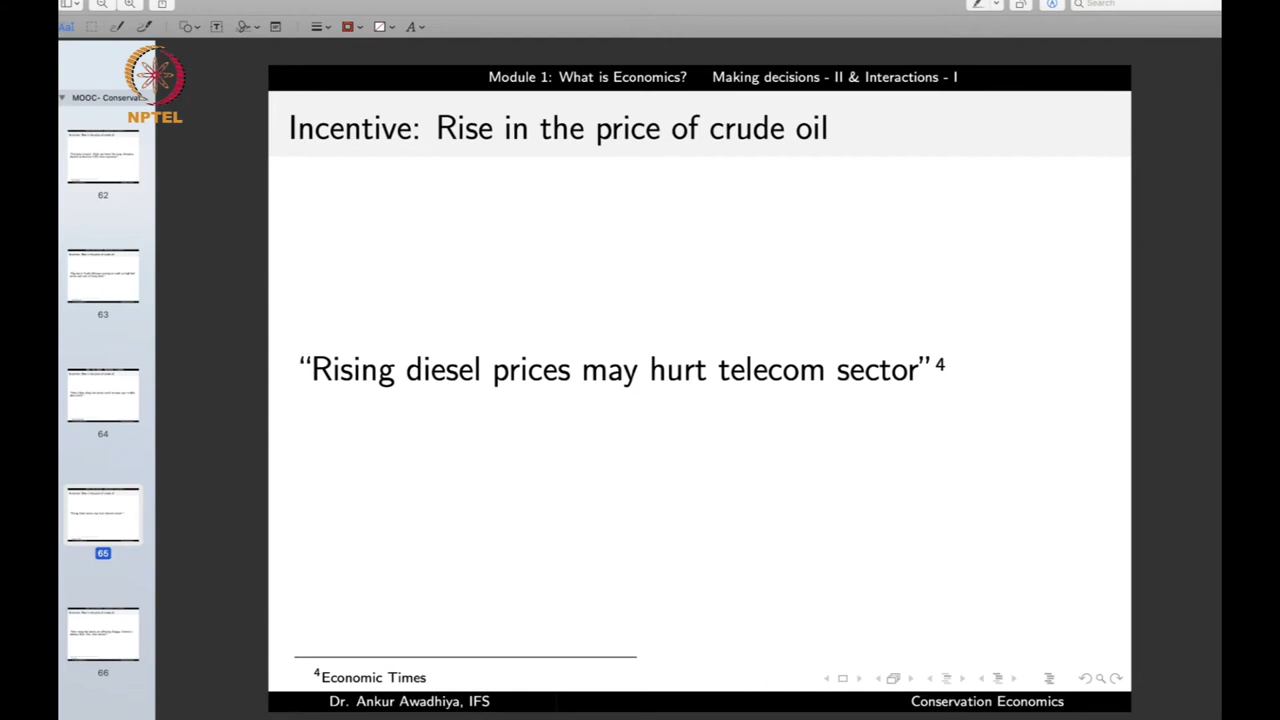 Search
MOOC- Conservat...
NPTEL
62
63
64
65
66
Module 1: What is Economics? Making decisions - II & Interactions - I
Incentive: Rise in the price of crude oil
“Rising diesel prices may hurt telecom sector”4
4Economic Times
Dr. Ankur Awadhiya, IFS Conservation Economics